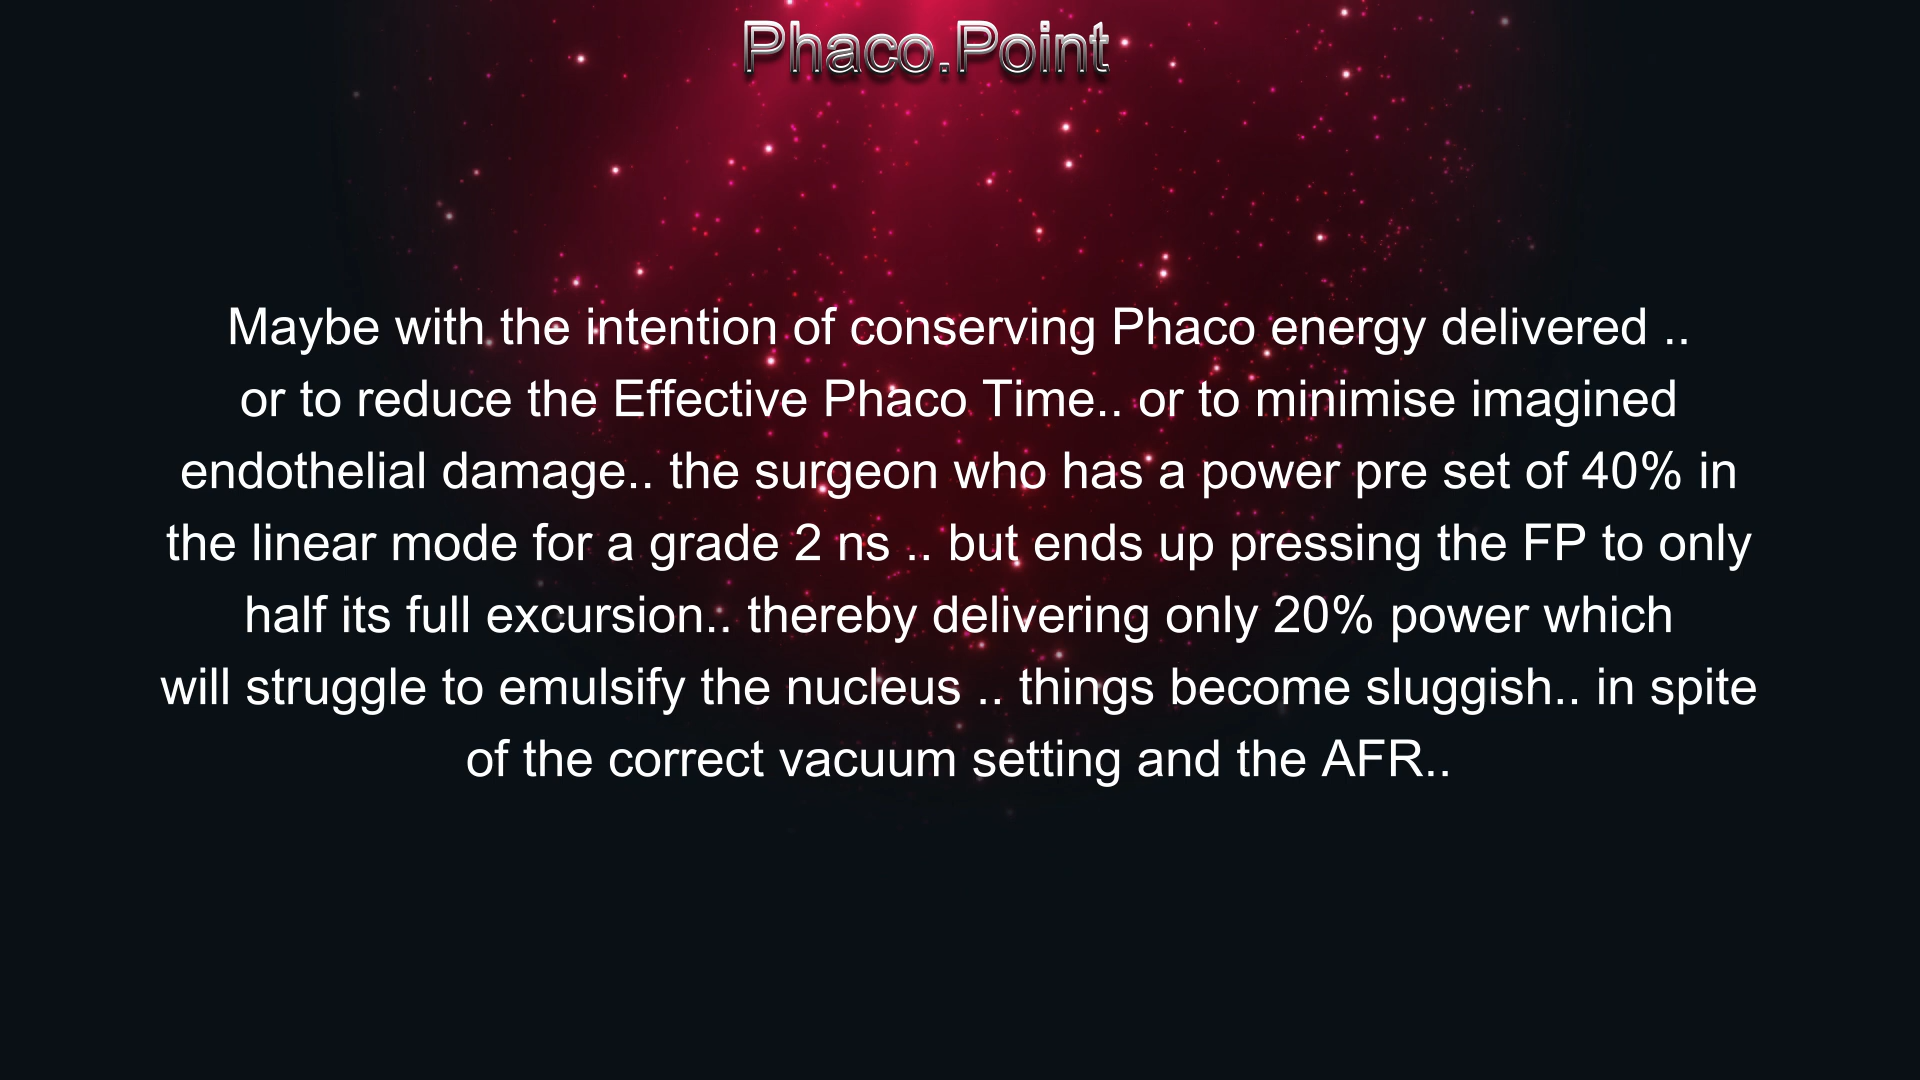 Phaco.Point
Maybe with the intention of conserving Phaco energy delivered ..
or to reduce the Effective Phaco Time.. or to minimise imagined
endothelial damage.. the surgeon who has a power pre set of 40% in
the linear mode for a grade 2 ns .. but ends up pressing the FP to only
half its full excursion.. thereby delivering only 20% power which
will struggle to emulsify the nucleus .. things become sluggish.. in spite
of the correct vacuum setting and the AFR..